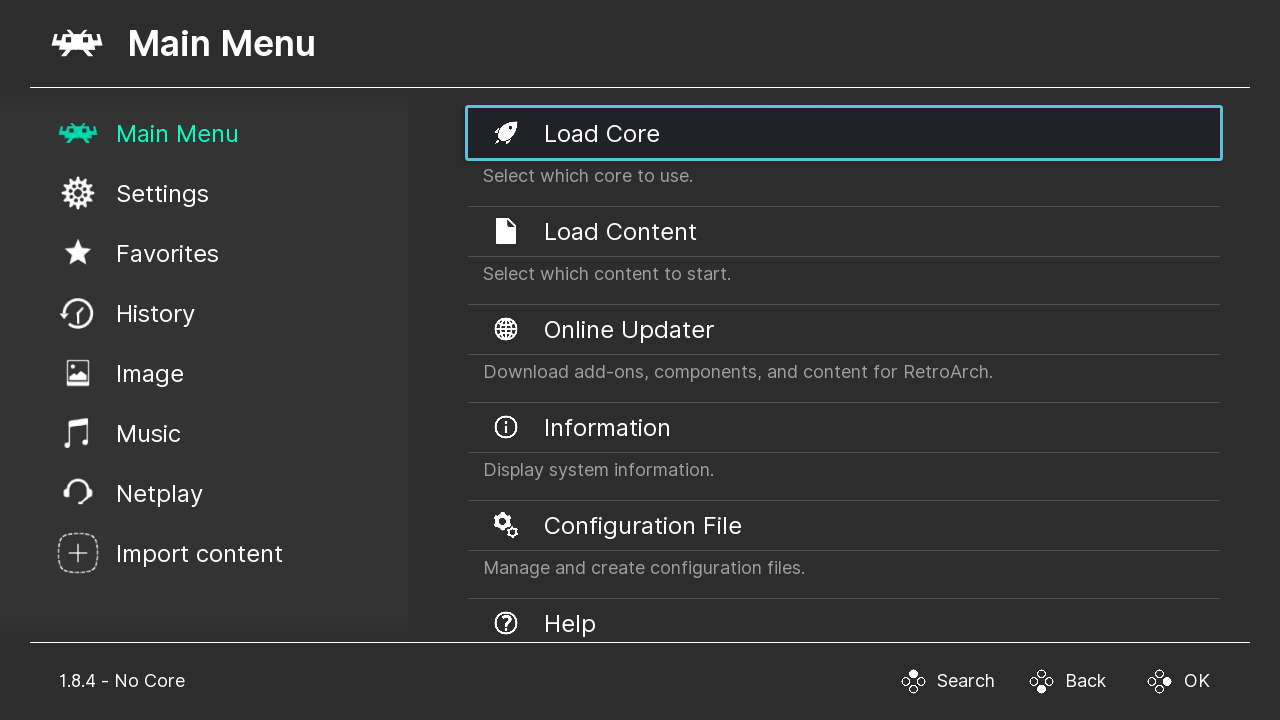 Main Menu
Main Menu
Settings
Favorites
History
Image
Music
Netplay
Import content
Load Core
Select which core to use.
Load Content
Select which content to start.
Online Updater
Download add-ons, components, and content for RetroArch.
Information
Display system information.
Configuration File
Manage and create configuration files.
Help
1.8.4 - No Core
Search
Back
OK